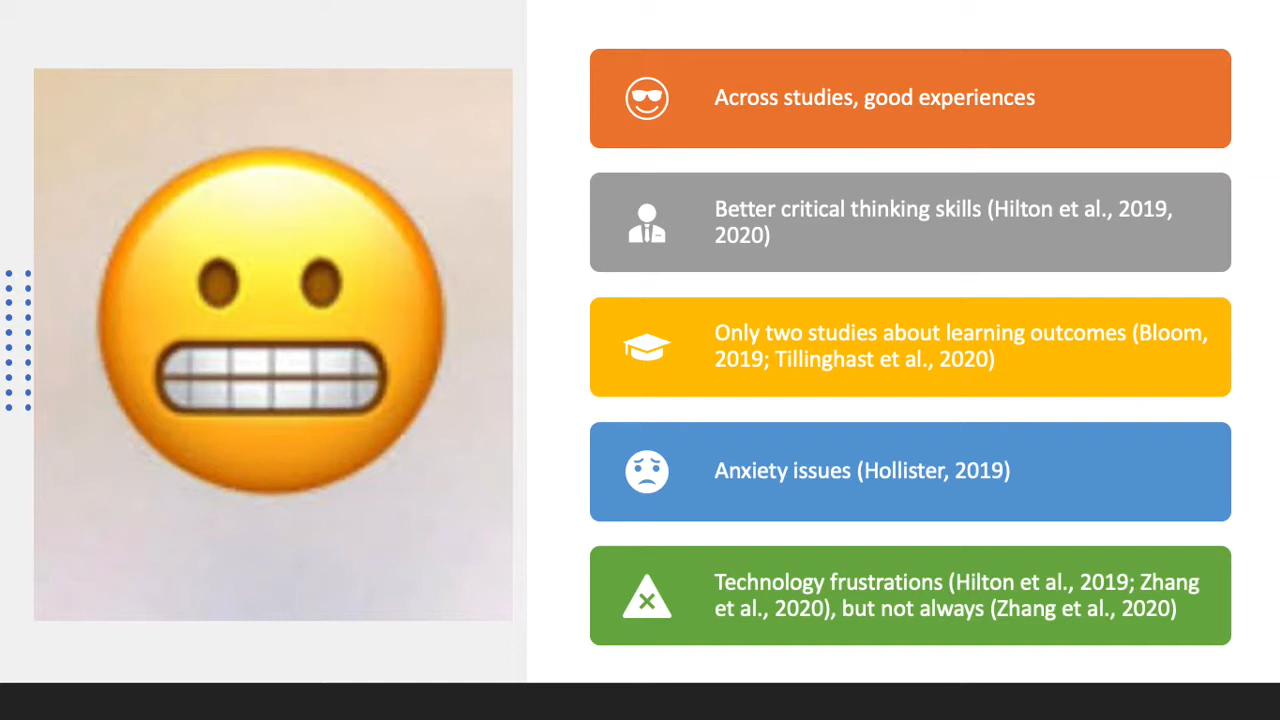 Across studies, good experiences
Better critical thinking skills (Hilton et al., 2019,
2020)
Only two studies about learning outcomes (Bloom,
2019; Tillinghast et al., 2020)
Anxiety issues (Hollister, 2019)
Technology frustrations (Hilton et al., 2019; Zhang
et al., 2020), but not always (Zhang et al., 2020)